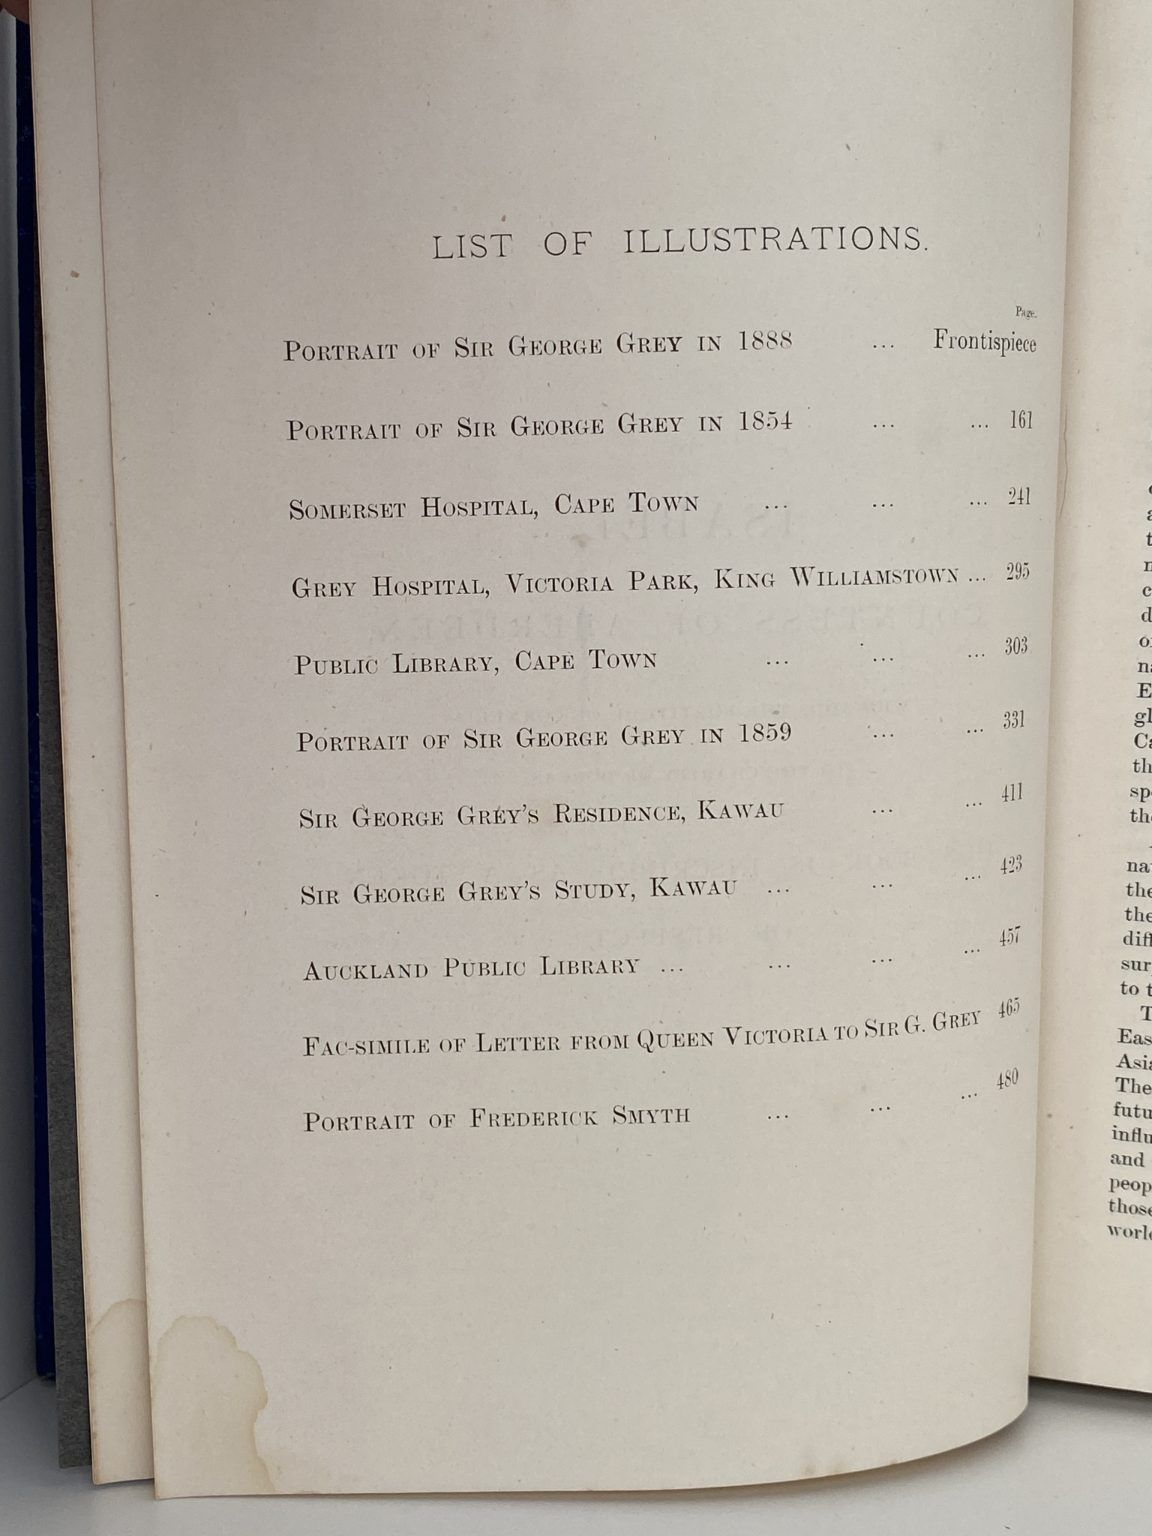 LIST OF ILLUSTRATIONS.
Page.
PORTRAIT OF SIR GEORGE GREY IN 1888 ... Frontispiece
PORTRAIT OF SIR GEORGE GREY IN 1854 ... ... 161
SOMERSET HOSPITAL, CAPE TOWN ... ... ... 241
GREY HOSPITAL, VICTORIA PARK, KING WILLIAMSTOWN ... 295
PUBLIC LIBRARY, CAPE TOWN ... ... ... 303
PORTRAIT OF SIR GEORGE GREY IN 1859 ... ... 331
SIR GEORGE GREY'S RESIDENCE, KAWAU ... ... 411
SIR GEORGE GREY'S STUDY, KAWAU ... ... ... 423
AUCKLAND PUBLIC LIBRARY ... ... ... ... 457
FAC-SIMILE OF LETTER FROM QUEEN VICTORIA TO SIR G. GREY 465
PORTRAIT OF FREDERICK SMYTH ... ... ... 480